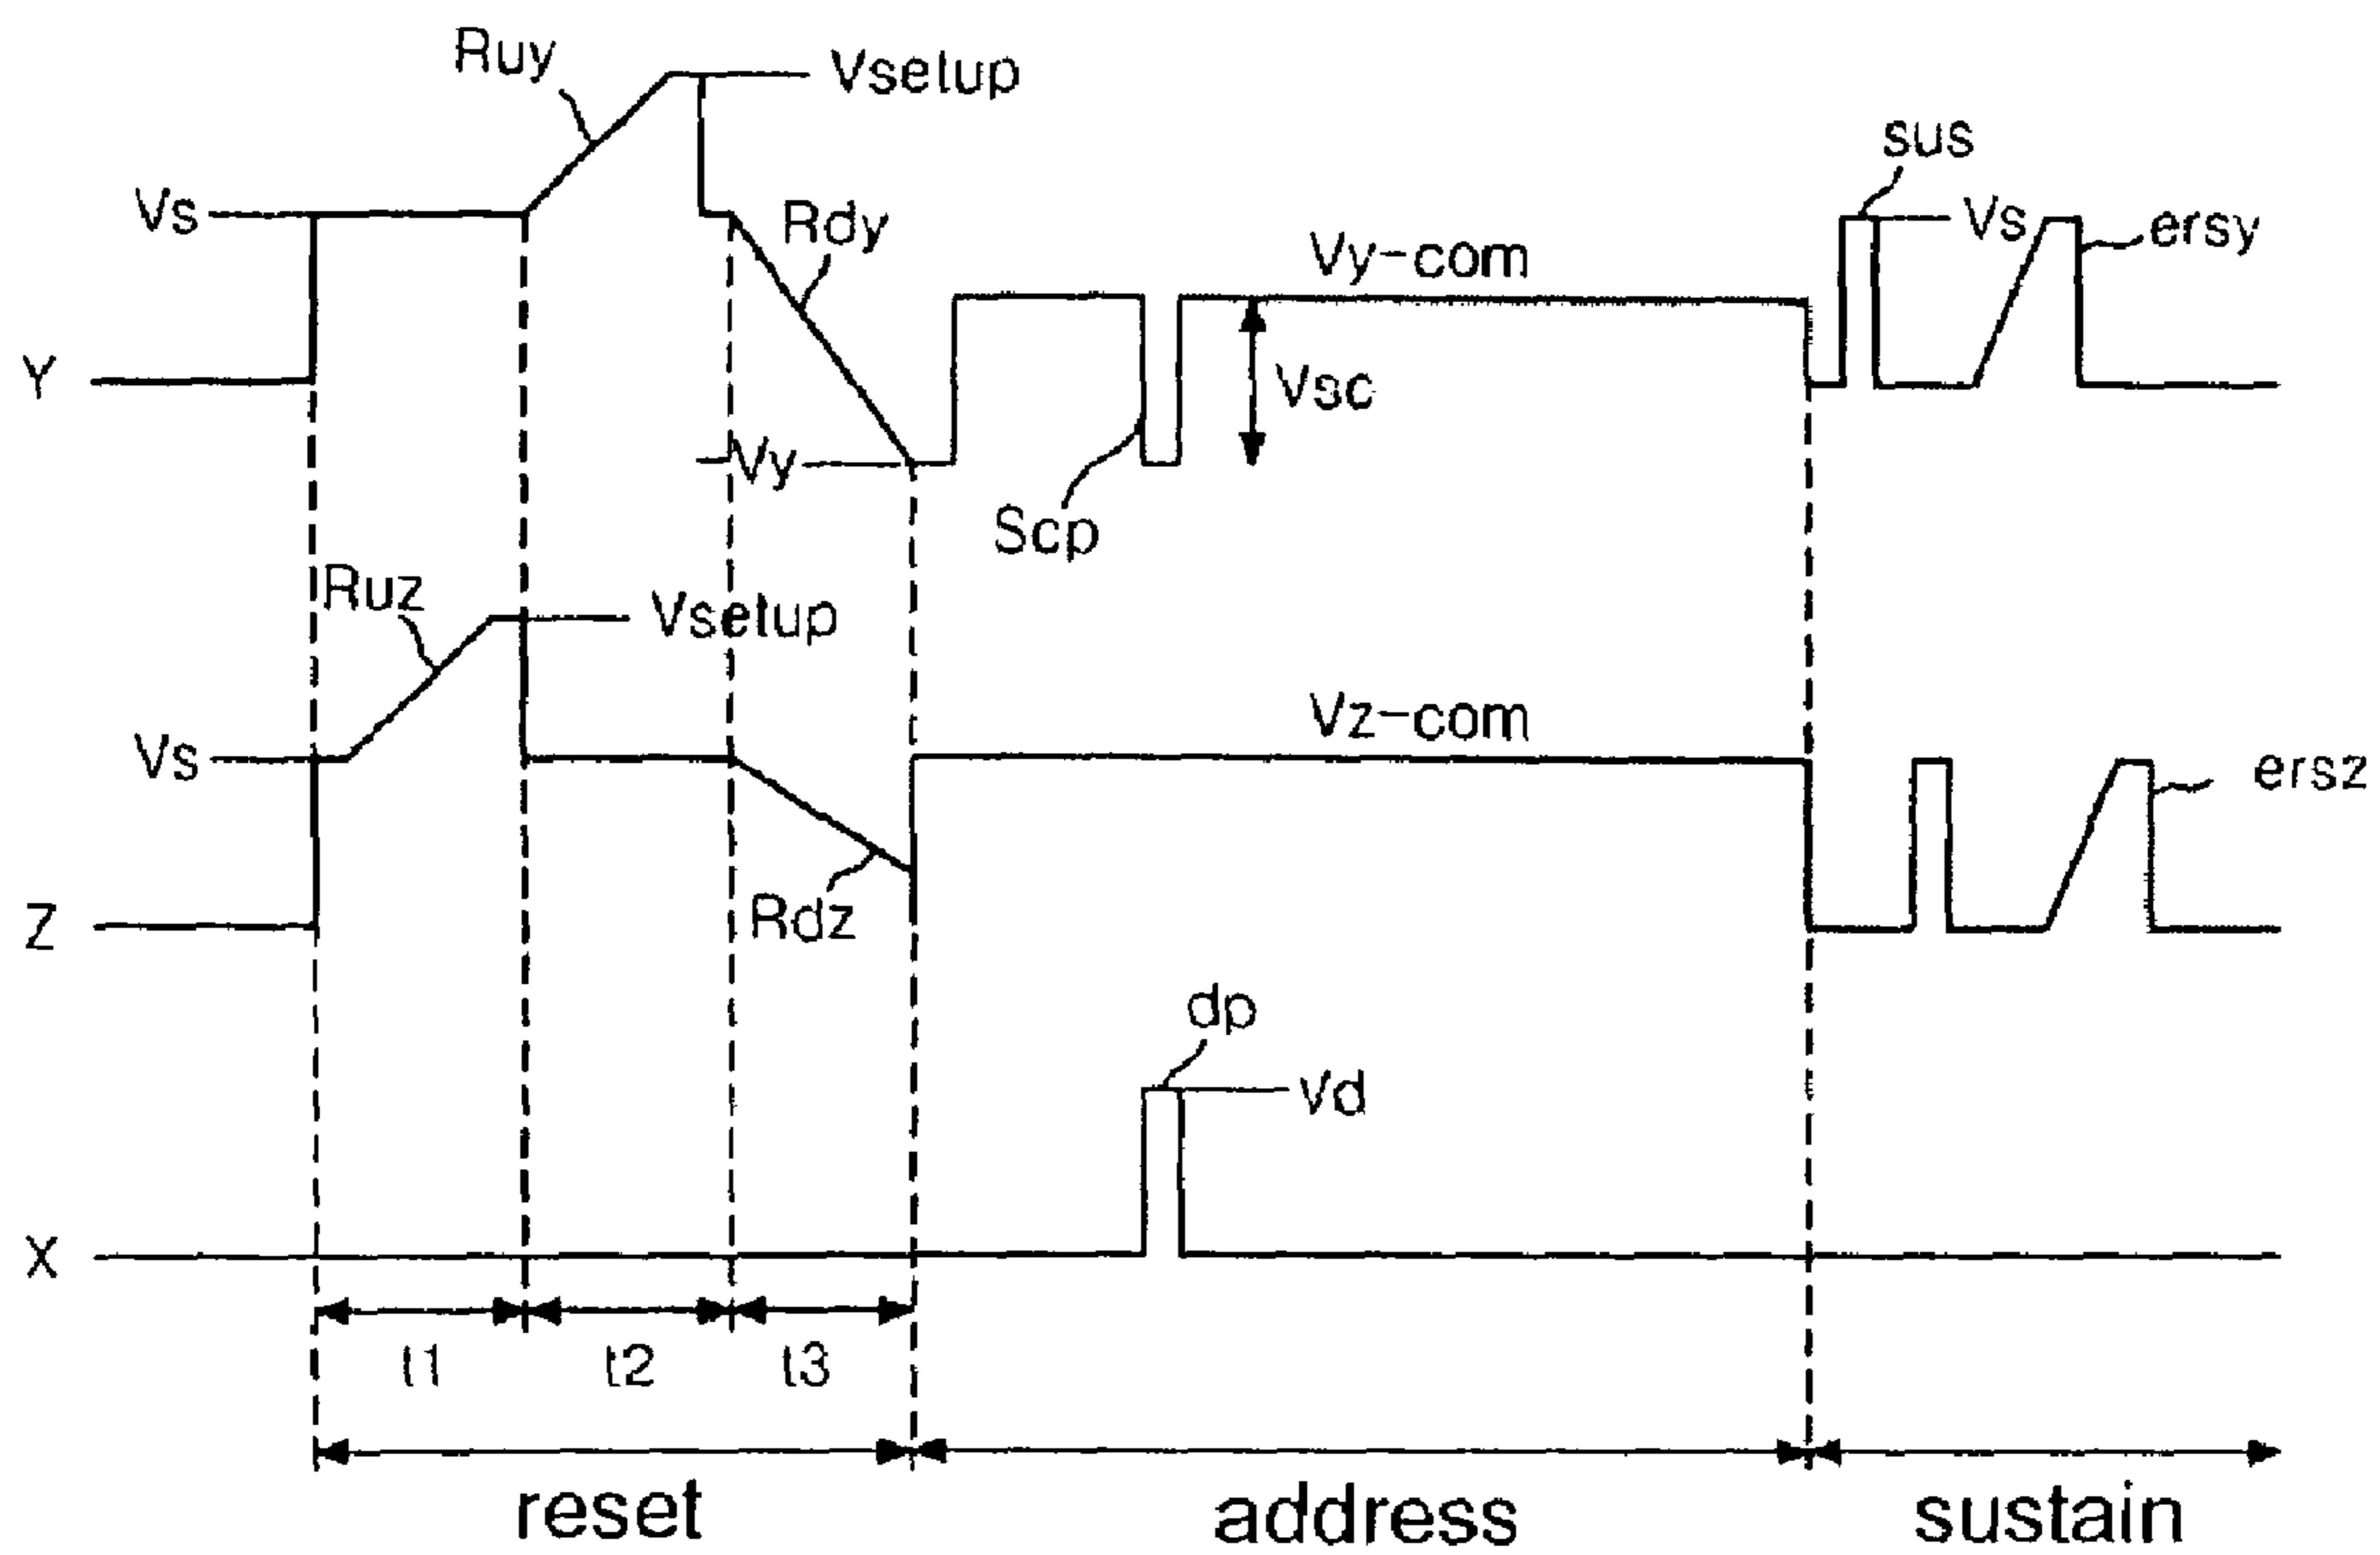 Ruy
Vsetup
sus
Vs
Rdy
Vy-com
Vs
ersy
Y
Vsc
-Vy
Scp
Ruz
Vsetup
Vz-com
Vs
ersz
Z
Rdz
dp
Vd
X
t1
t2
t3
reset
address
sustain